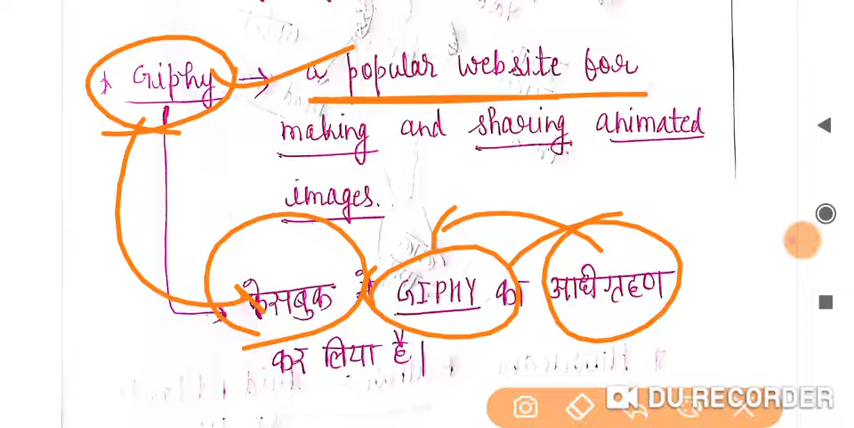 * Giphy → a popular website for
making and sharing animated
images.
फेसबुक ने GIPHY का अधिग्रहण
कर लिया है।
DU-RECORDER